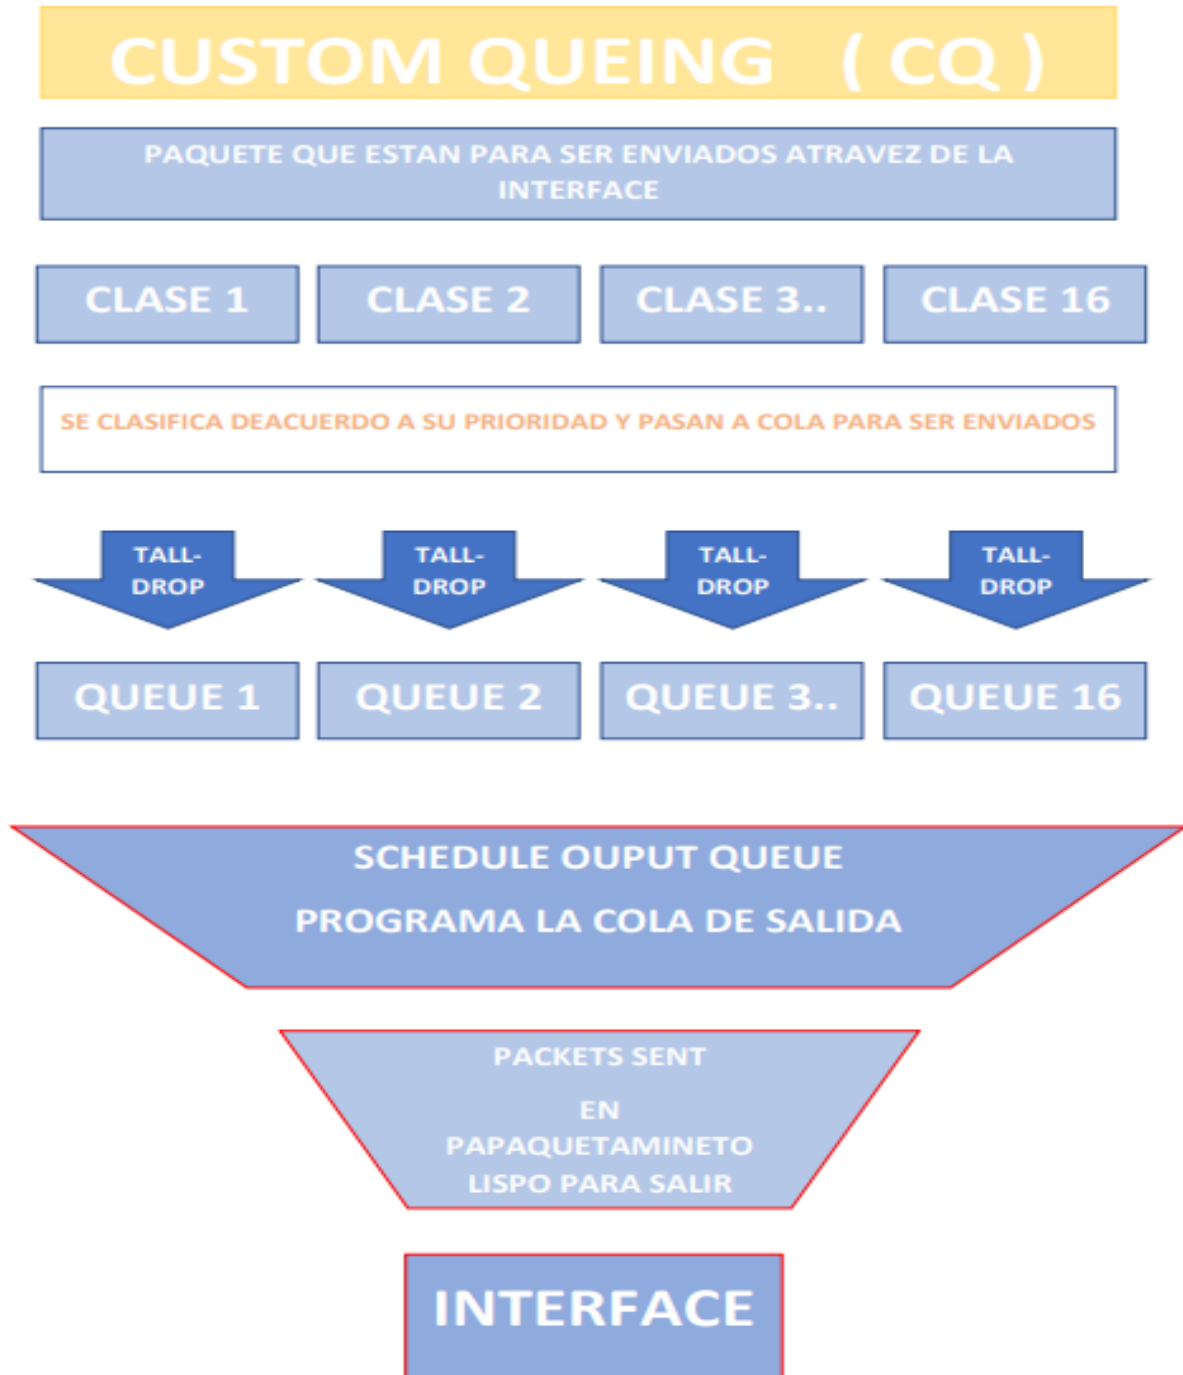 CUSTOM QUEING ( CQ )
PAQUETE QUE ESTAN PARA SER ENVIADOS ATRAVEZ DE LA
INTERFACE
CLASE 1
CLASE 2
CLASE 3..
CLASE 16
SE CLASIFICA DEACUERDO A SU PRIORIDAD Y PASAN A COLA PARA SER ENVIADOS
TALL-
DROP
TALL-
DROP
TALL-
DROP
TALL-
DROP
QUEUE 1
QUEUE 2
QUEUE 3..
QUEUE 16
SCHEDULE OUPUT QUEUE
PROGRAMA LA COLA DE SALIDA
PACKETS SENT
EN
PAPAQUETAMINETO
LISPO PARA SALIR
INTERFACE